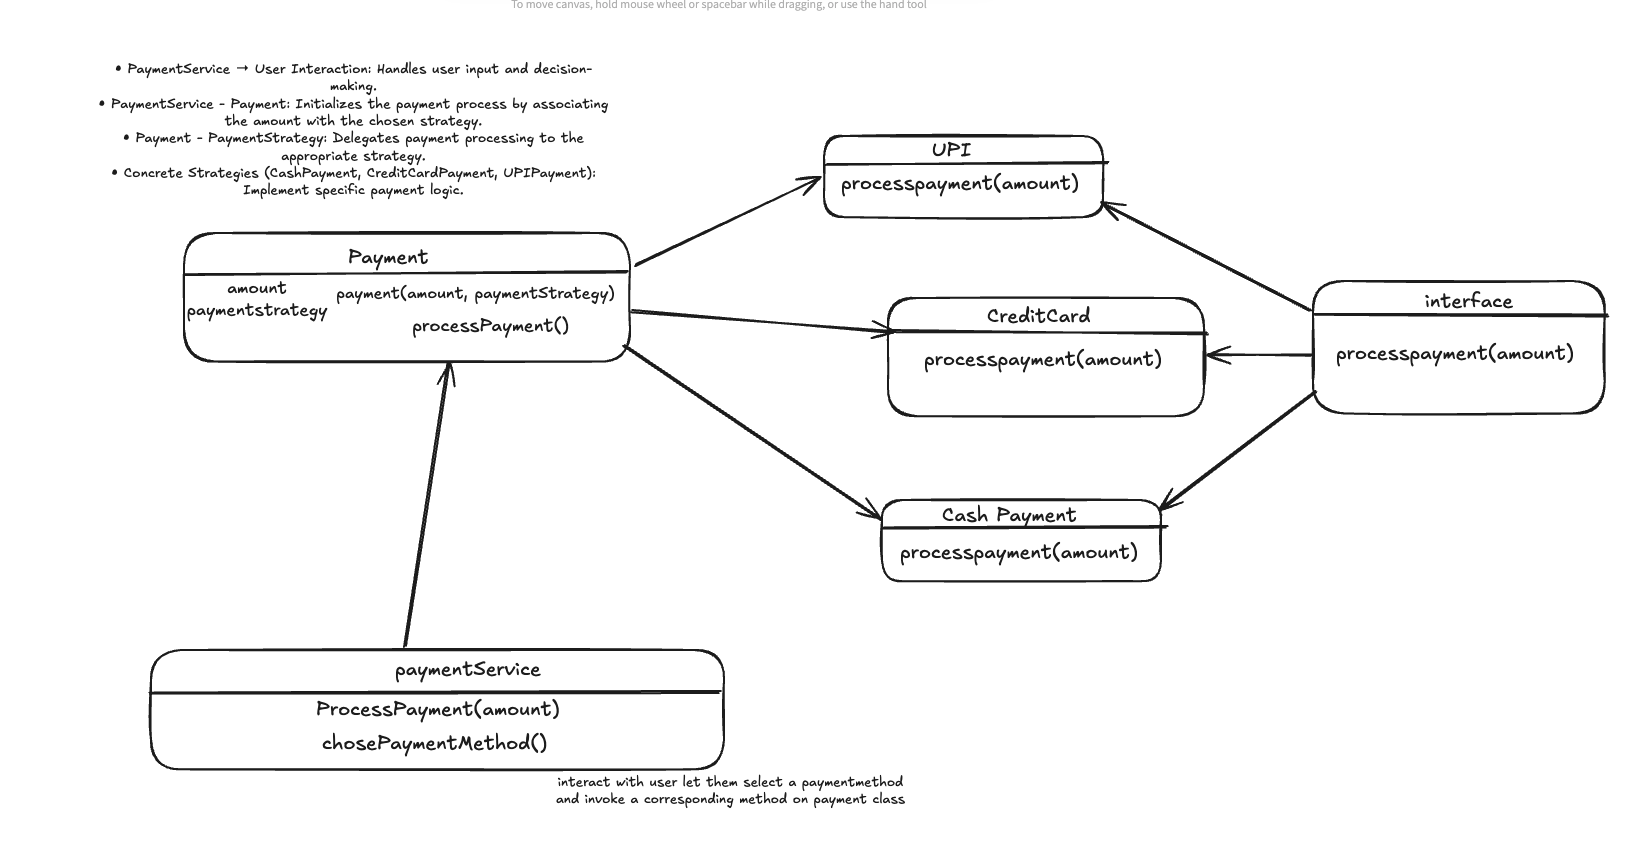 To move canvas, hold mouse wheel or spacebar while dragging, or use the hand tool
• PaymentService → User Interaction: Handles user input and decision-
making.
• PaymentService - Payment: Initializes the payment process by associating
the amount with the chosen strategy.
• Payment - PaymentStrategy: Delegates payment processing to the
appropriate strategy.
• Concrete Strategies (CashPayment, CreditCardPayment, UPIPayment):
Implement specific payment logic.
Payment
amount
paymentstrategy
payment(amount, paymentStrategy)
processPayment()
UPI
processpayment(amount)
CreditCard
processpayment(amount)
interface
processpayment(amount)
Cash Payment
processpayment(amount)
paymentService
ProcessPayment(amount)
chosePaymentMethod()
interact with user let them select a paymentmethod
and invoke a corresponding method on payment class